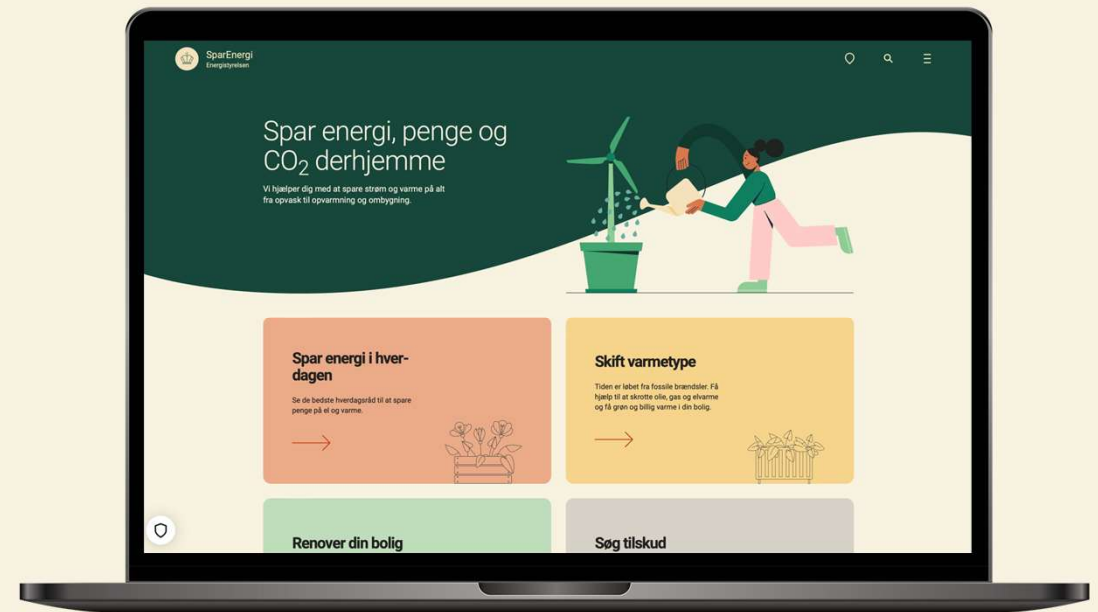 SparEnergi
Energistyrelsen
Spar energi, penge og
CO₂ derhjemme
Vi hjælper dig med at spare strøm og varme på alt
fra opvask til opvarmning og ombygning.
Spar energi i hver-
dagen
Se de bedste hverdagsråd til at spare
penge på el og varme.
Skift varmetype
Tiden er løbet fra fossile brændsler. Få
hjælp til at skrotte olie, gas og elvarme
og få grøn og billig varme i din bolig.
Renover din bolig
Søg tilskud